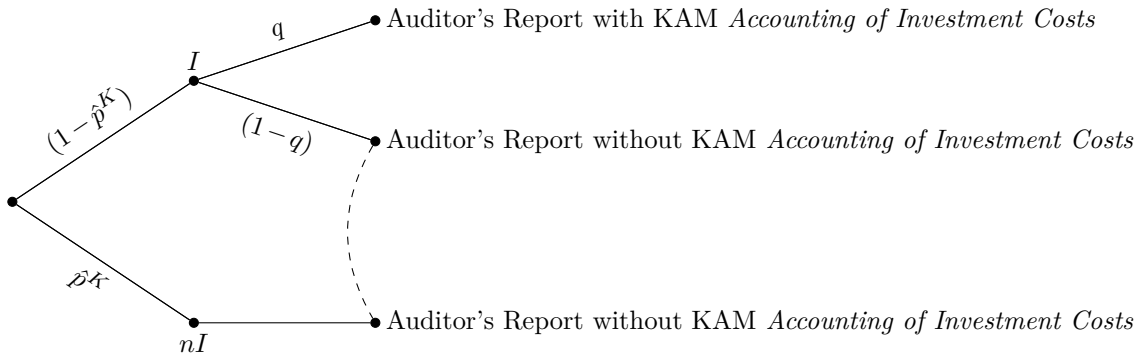 q
Auditor's Report with KAM Accounting of Investment Costs
I
(1−p̂^K)
(1−q)
Auditor's Report without KAM Accounting of Investment Costs
p̂^K
Auditor's Report without KAM Accounting of Investment Costs
nI